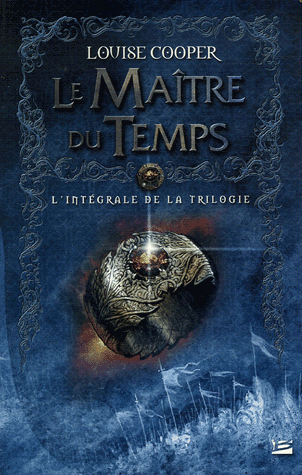 LOUISE COOPER
LE MAÎTRE
DU TEMPS
L'INTÉGRALE DE LA TRILOGIE